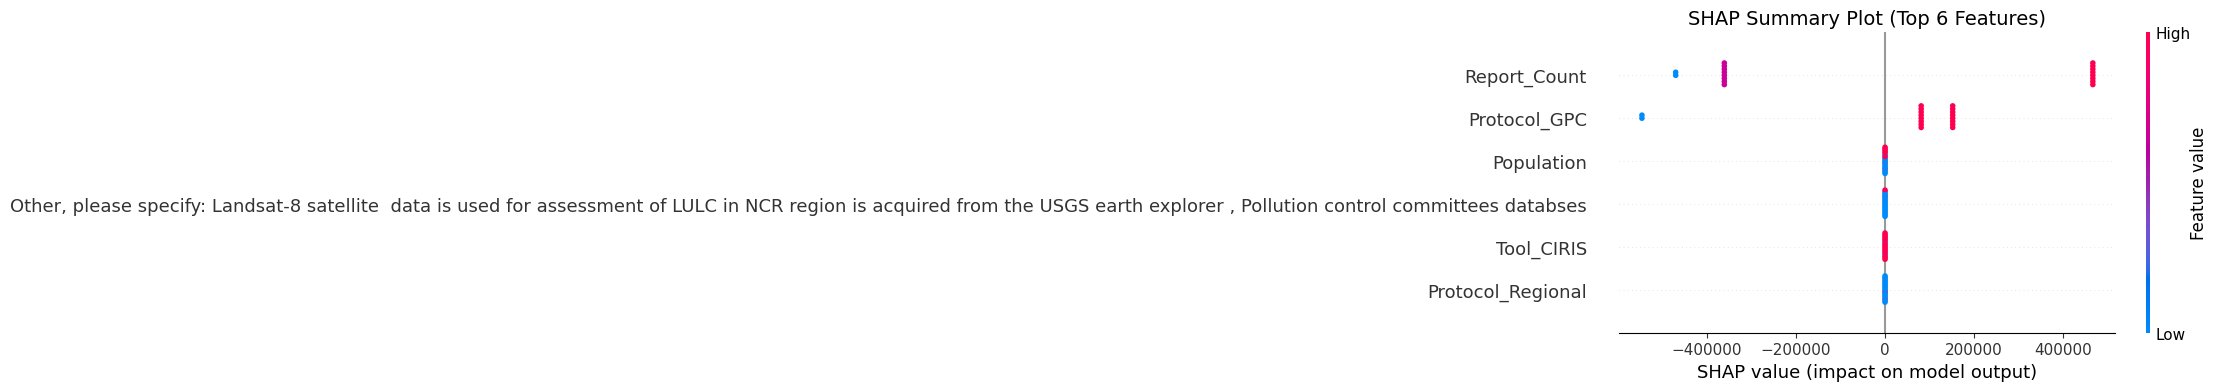 SHAP Summary Plot (Top 6 Features)
High
Report_Count
Protocol_GPC
Population
Other, please specify: Landsat-8 satellite  data is used for assessment of LULC in NCR region is acquired from the USGS earth explorer , Pollution control committees databses
Tool_CIRIS
Protocol_Regional
Feature value
Low
−400000 −200000 0 200000 400000
SHAP value (impact on model output)